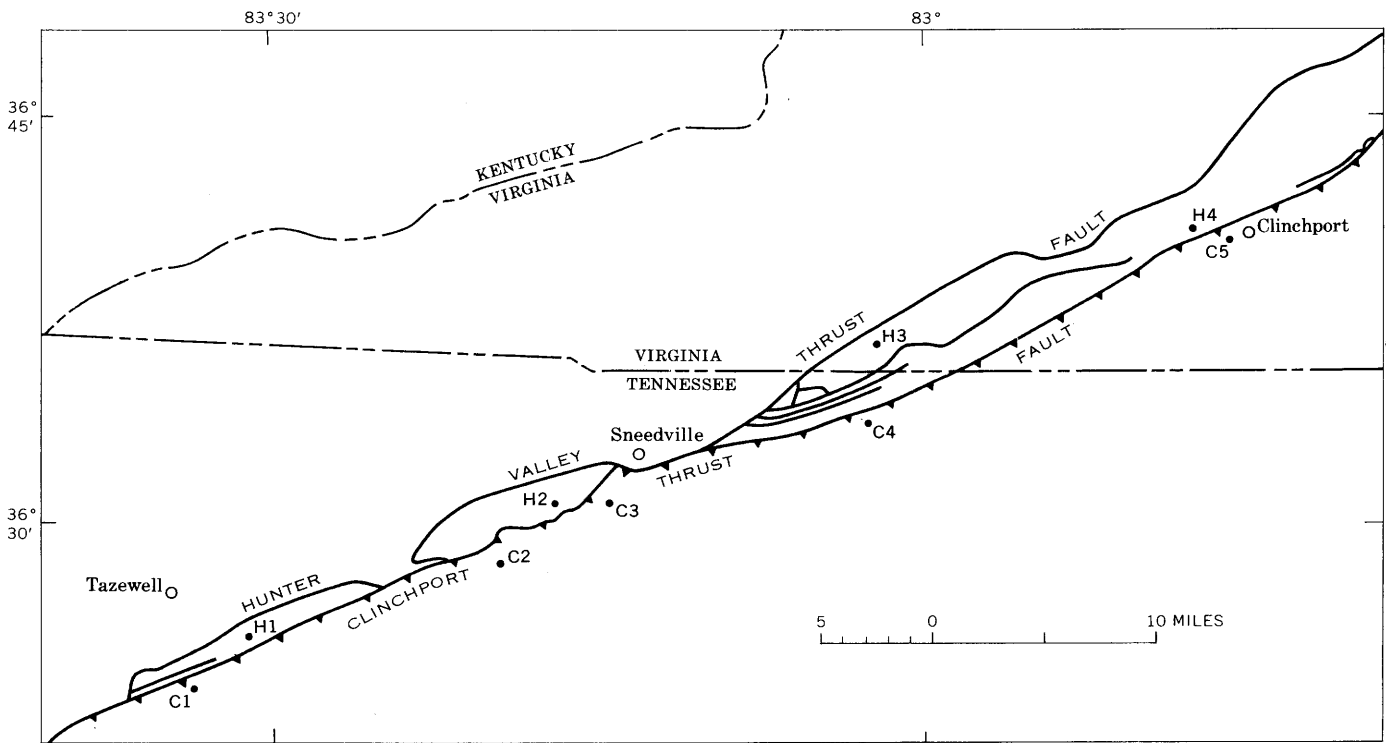 83°30'
83°
36°
45'
KENTUCKY
VIRGINIA
H4
Clinchport
C5
FAULT
THRUST
H3
FAULT
VIRGINIA
TENNESSEE
C4
Sneedville
VALLEY
THRUST
H2
C3
36°
30'
C2
Tazewell
HUNTER
CLINCHPORT
H1
C1
5 0 10 MILES